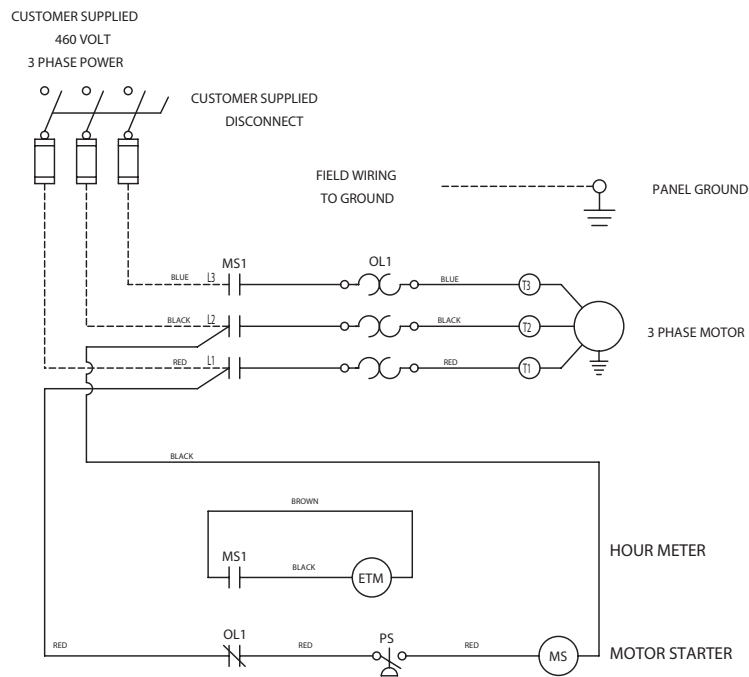 CUSTOMER SUPPLIED
460 VOLT
3 PHASE POWER
CUSTOMER SUPPLIED
DISCONNECT
FIELD WIRING
TO GROUND
PANEL GROUND
MS1
OL1
BLUE
L3
BLUE
T3
BLACK
L2
BLACK
T2
3 PHASE MOTOR
RED
L1
RED
T1
BLACK
BROWN
HOUR METER
MS1
BLACK
ETM
OL1
PS
RED
RED
RED
MS
MOTOR STARTER